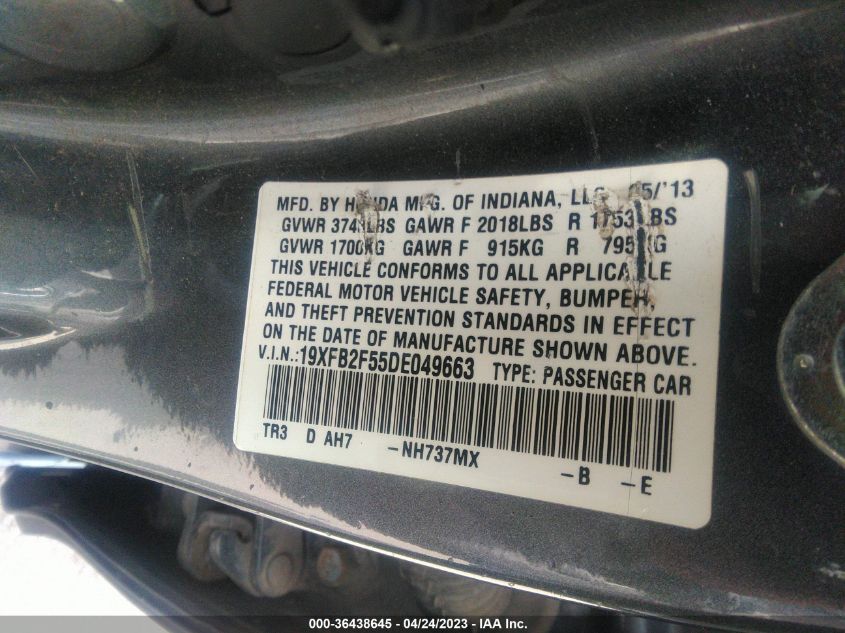 MFD. BY HONDA MFG. OF INDIANA, LLC 05/'13
GVWR 3748LBS GAWR F 2018LBS R 1753LBS
GVWR 1700KG GAWR F 915KG R 795KG
THIS VEHICLE CONFORMS TO ALL APPLICABLE
FEDERAL MOTOR VEHICLE SAFETY, BUMPER,
AND THEFT PREVENTION STANDARDS IN EFFECT
ON THE DATE OF MANUFACTURE SHOWN ABOVE.
V.I.N.:19XFB2F55DE049663 TYPE: PASSENGER CAR
TR3 D AH7 -NH737MX -B -E
000-36438645 - 04/24/2023 - IAA Inc.